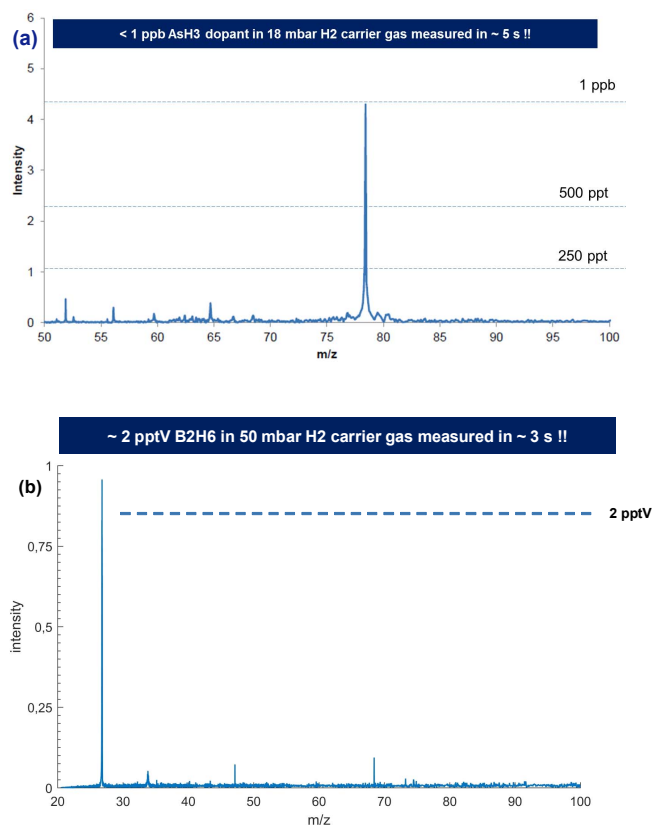 (a)
< 1 ppb AsH3 dopant in 18 mbar H2 carrier gas measured in ~ 5 s !!
6
5
4
3
2
1
0
Intensity
1 ppb
500 ppt
250 ppt
50 55 60 65 70 75 80 85 90 95 100
m/z
~ 2 pptV B2H6 in 50 mbar H2 carrier gas measured in ~ 3 s !!
(b)
1
0,75
0,5
0,25
0
intensity
2 pptV
20 30 40 50 60 70 80 90 100
m/z